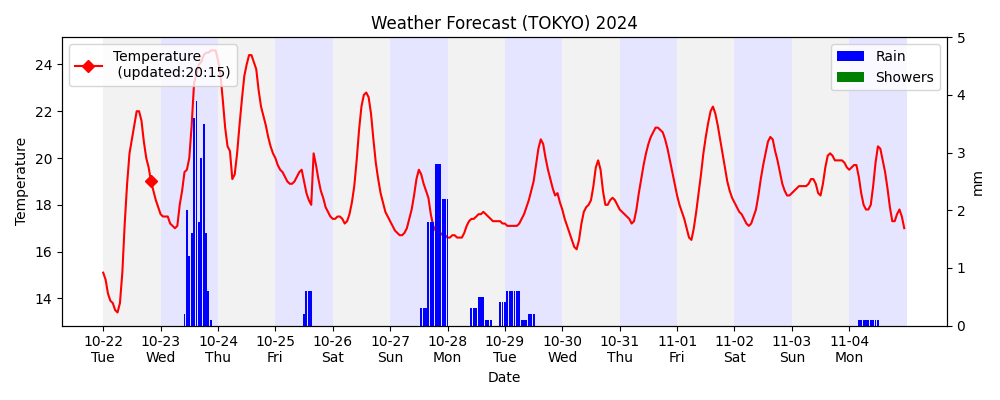 Weather Forecast (TOKYO) 2024
Temperature
(updated:20:15)
Rain
Showers
Temperature
24
22
20
18
16
14
5
4
3
2
1
0
mm
10-22 10-23 10-24 10-25 10-26 10-27 10-28 10-29 10-30 10-31 11-01 11-02 11-03 11-04
Tue Wed Thu Fri Sat Sun Mon Tue Wed Thu Fri Sat Sun Mon
Date